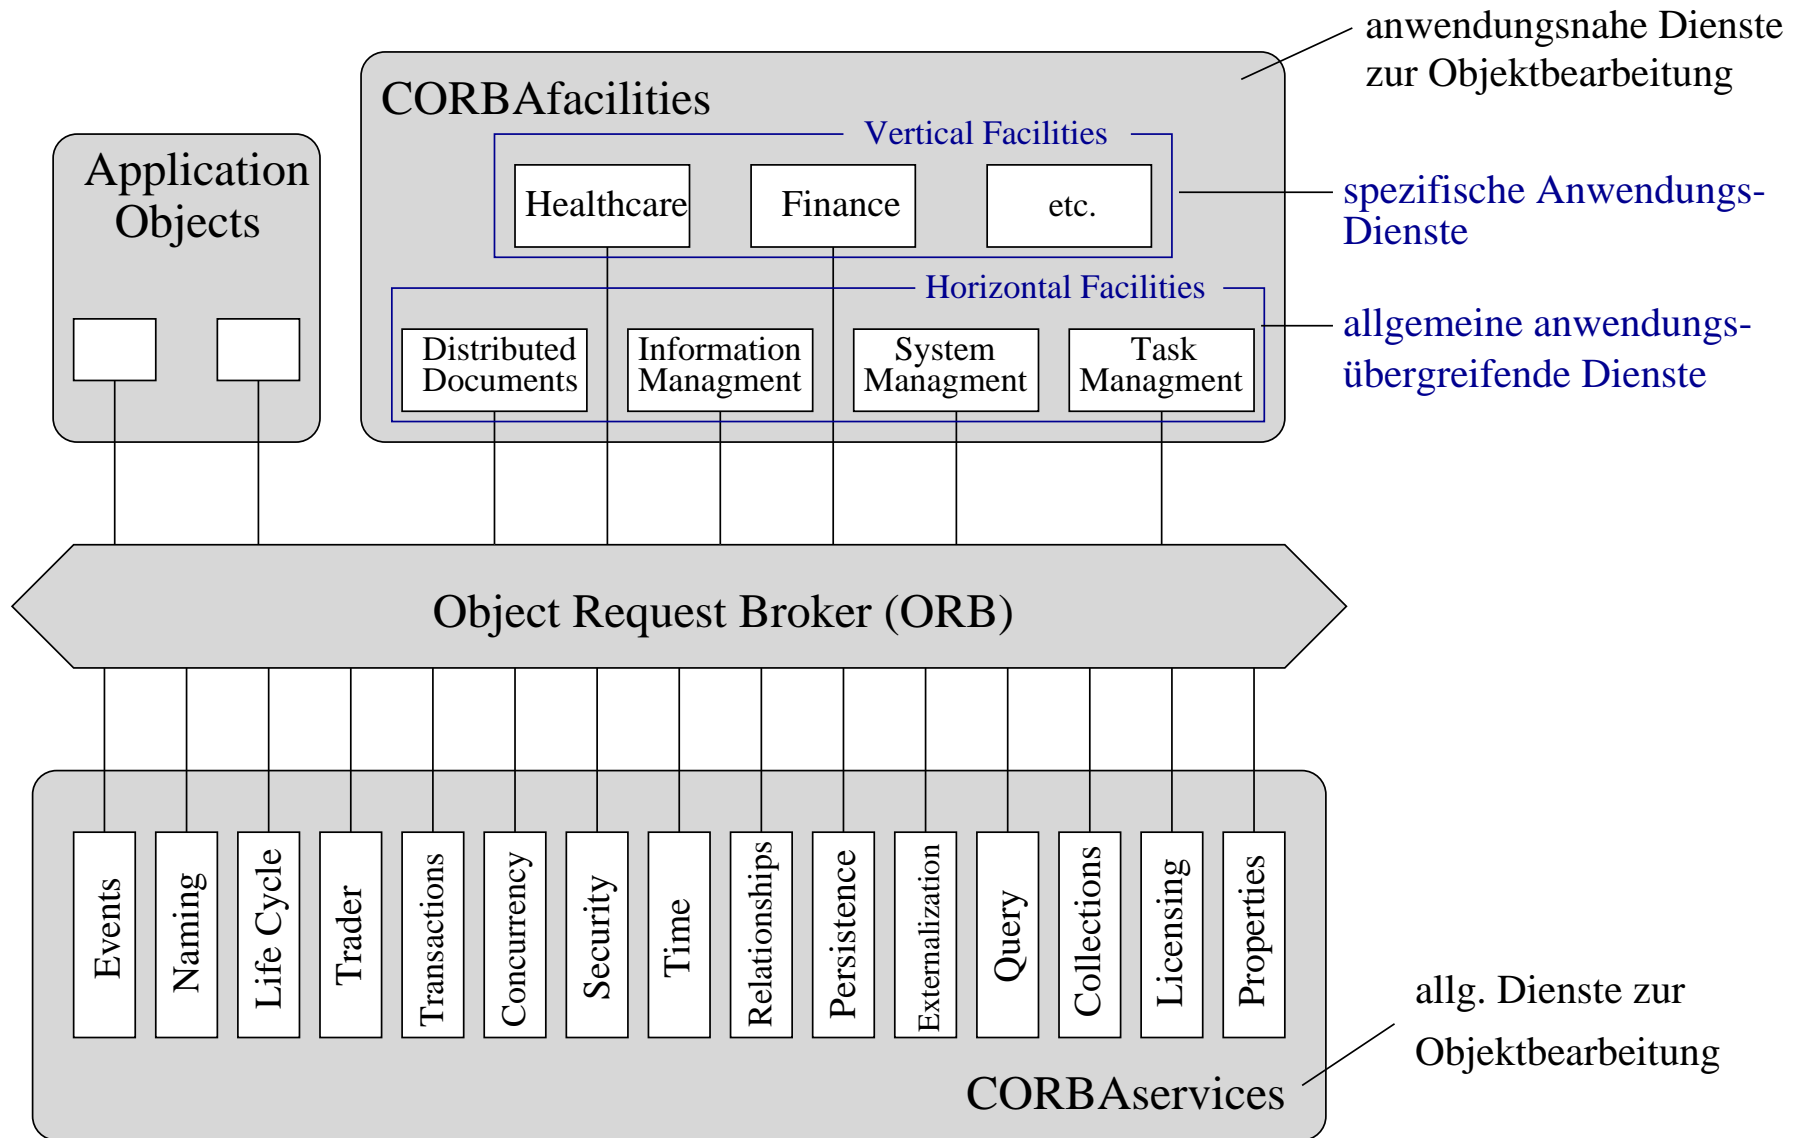 anwendungsnahe Dienste
zur Objektbearbeitung
CORBAfacilities
Vertical Facilities
Application
Objects
Healthcare
Finance
etc.
spezifische Anwendungs-
Dienste
Horizontal Facilities
Distributed
Documents
Information
Managment
System
Managment
Task
Managment
allgemeine anwendungs-
übergreifende Dienste
Object Request Broker (ORB)
Events
Naming
Life Cycle
Trader
Transactions
Concurrency
Security
Time
Relationships
Persistence
Externalization
Query
Collections
Licensing
Properties
allg. Dienste zur
Objektbearbeitung
CORBAservices